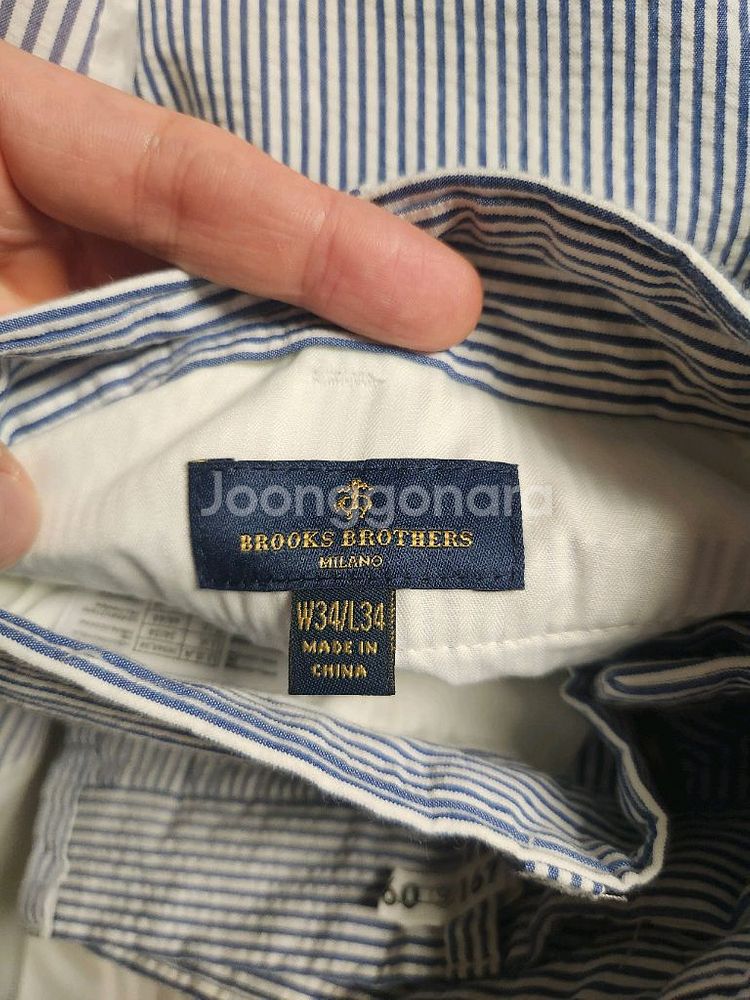 Joonggonara
BROOKS BROTHERS
MILANO
W34/L34
MADE IN
CHINA